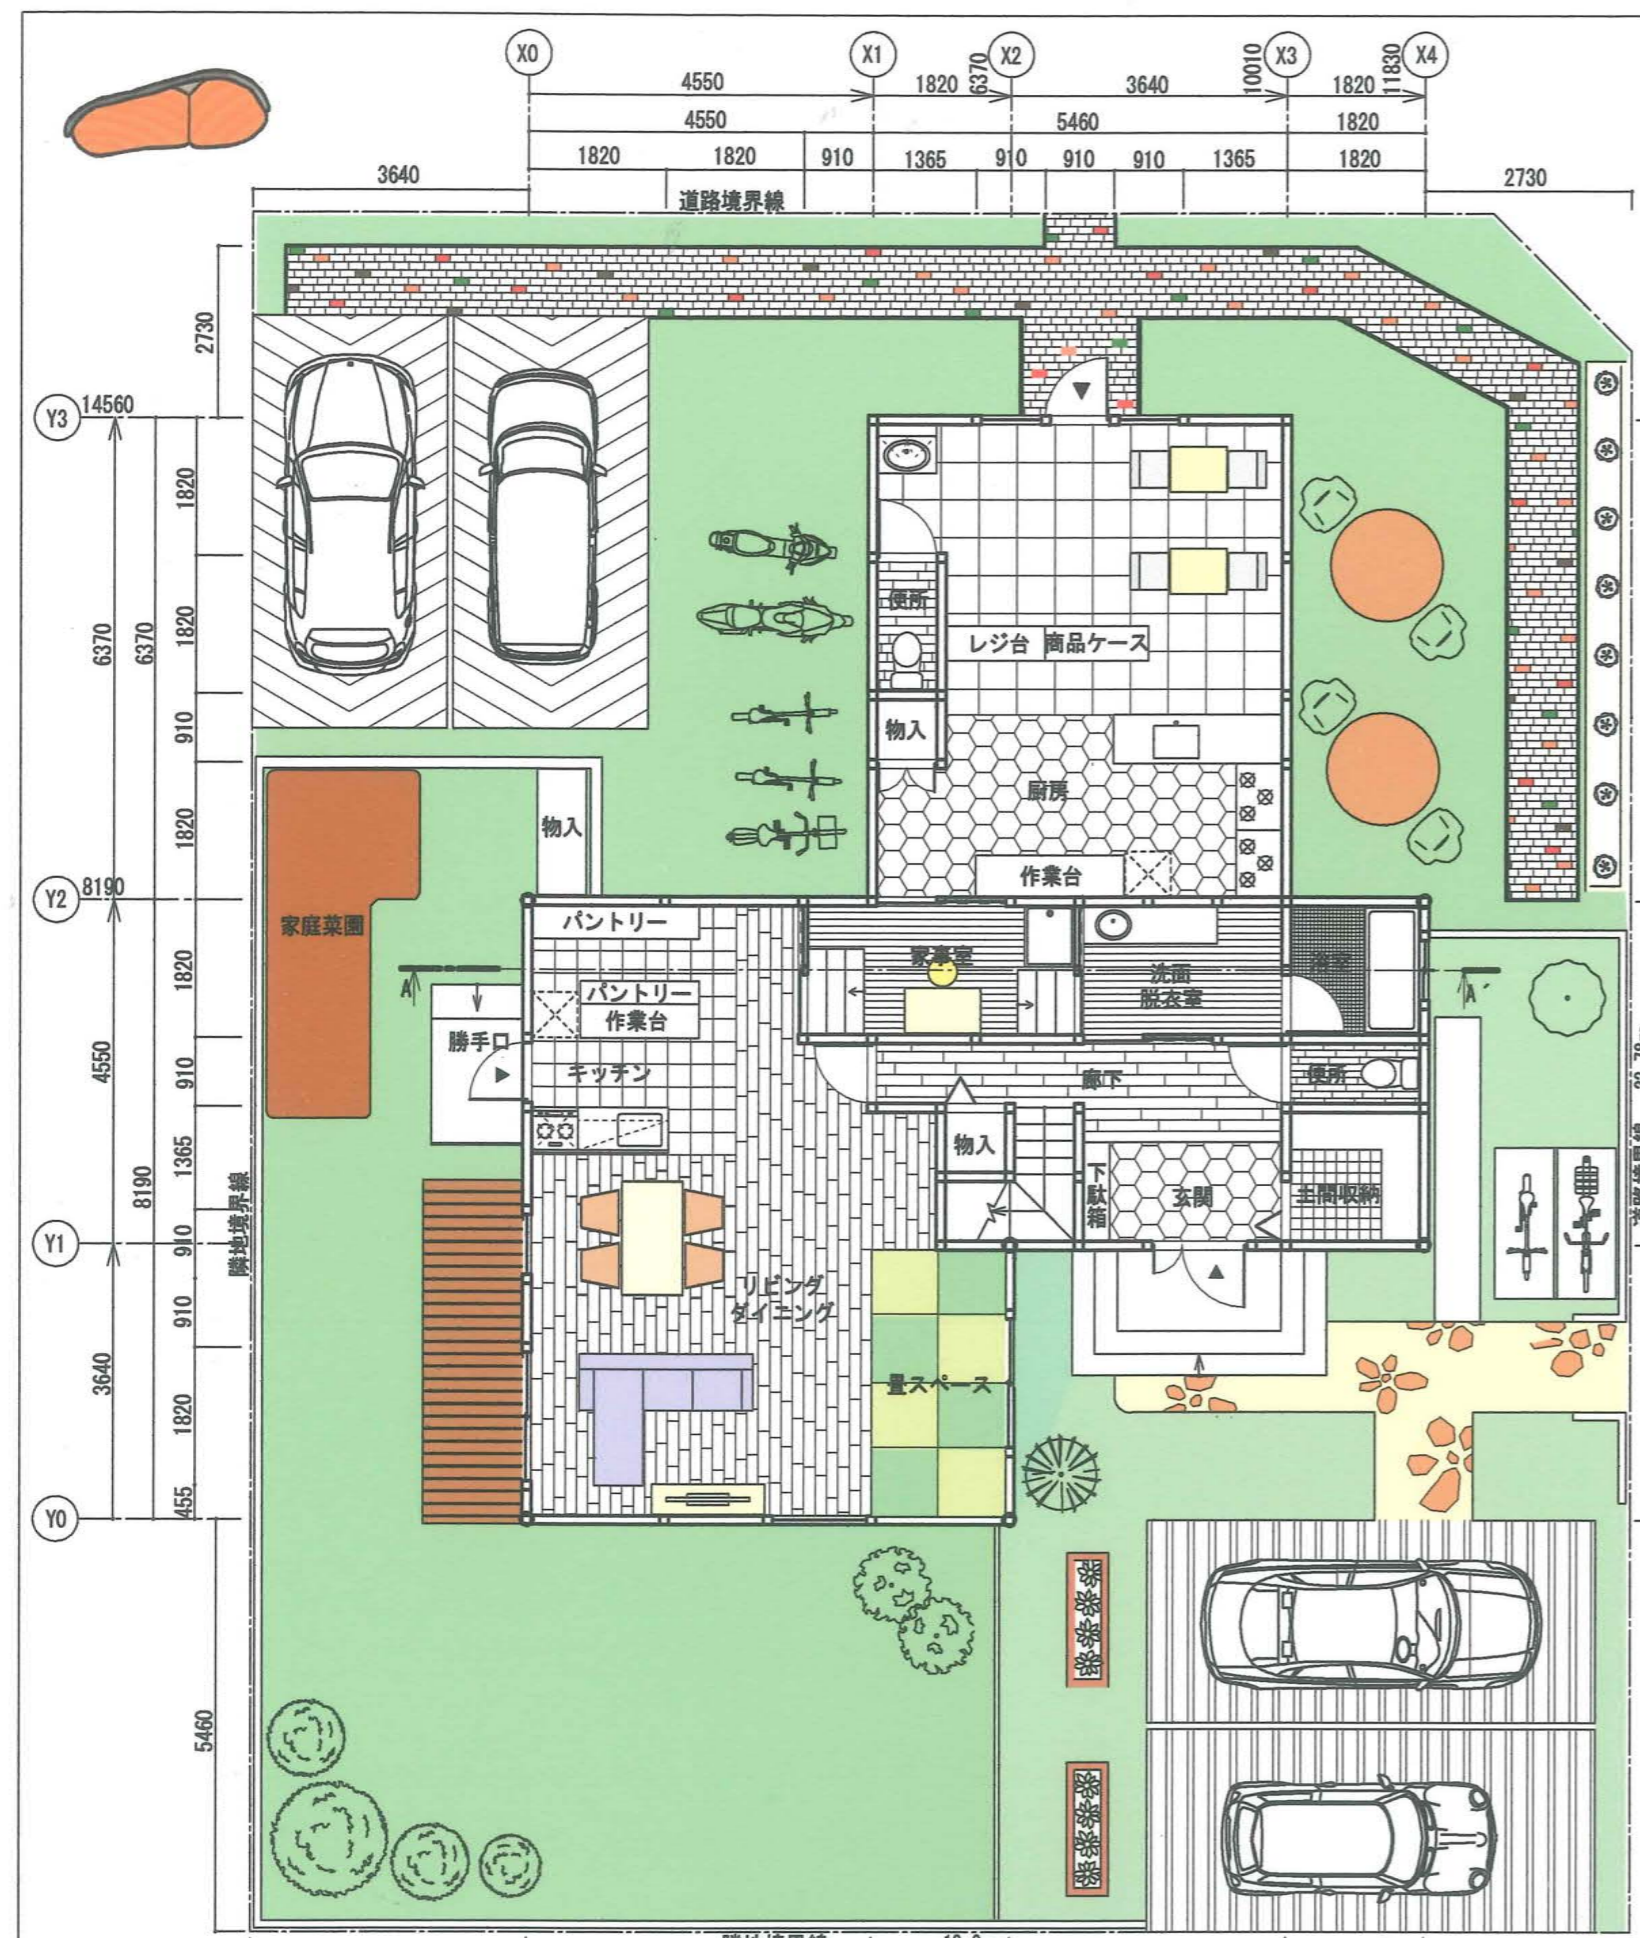 X0
X1
X2
X3
X4
4550
1820
6370
3640
10010
1820
11830
4550
5460
1820
1820
1820
910
1365
910
910
910
1365
1820
3640
2730
道路境界線
2730
Y3
14560
1820
便所
レジ台
商品ケース
1820
6370
6370
910
物入
厨房
1820
物入
作業台
Y2
8190
家庭菜園
パントリー
家事室
洗面
脱衣室
浴室
A
A'
1820
パントリー
作業台
勝手口
4550
910
キッチン
廊下
便所
1365
8190
物入
下駄箱
玄関
土間収納
隣地境界線
道路境界線
Y1
910
リビング
ダイニング
910
3640
畳スペース
1820
455
Y0
5460